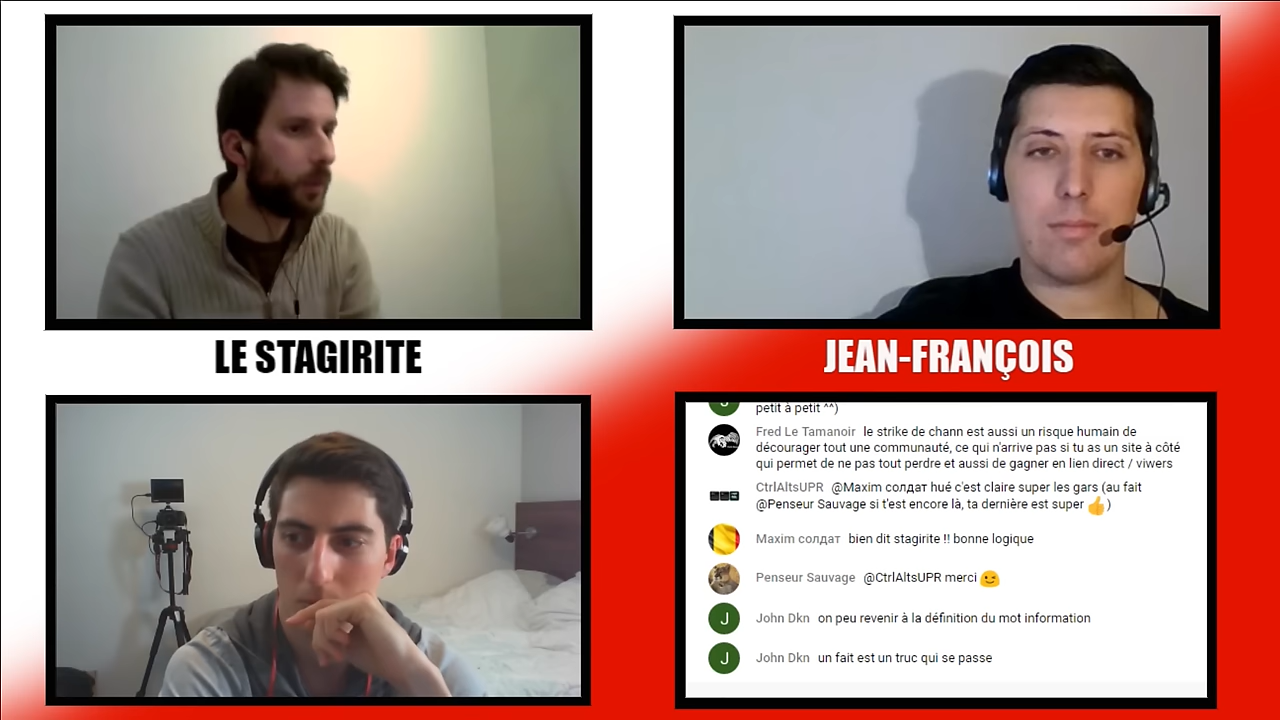 LE STAGIRITE
JEAN-FRANÇOIS
petit à petit ^^)
Fred Le Tamanoir le strike de chann est aussi un risque humain de
décourager tout une communauté, ce qui n'arrive pas si tu as un site à côté
qui permet de ne pas tout perdre et aussi de gagner en lien direct / viwers
CtrlAltsUPR @Maxim солдат hué c'est claire super les gars (au fait
@Penseur Sauvage si t'est encore là, ta dernière est super 👍)
Maxim солдат bien dit stagirite !! bonne logique
Penseur Sauvage @CtrlAltsUPR merci 😉
J John Dkn on peu revenir à la définition du mot information
J John Dkn un fait est un truc qui se passe